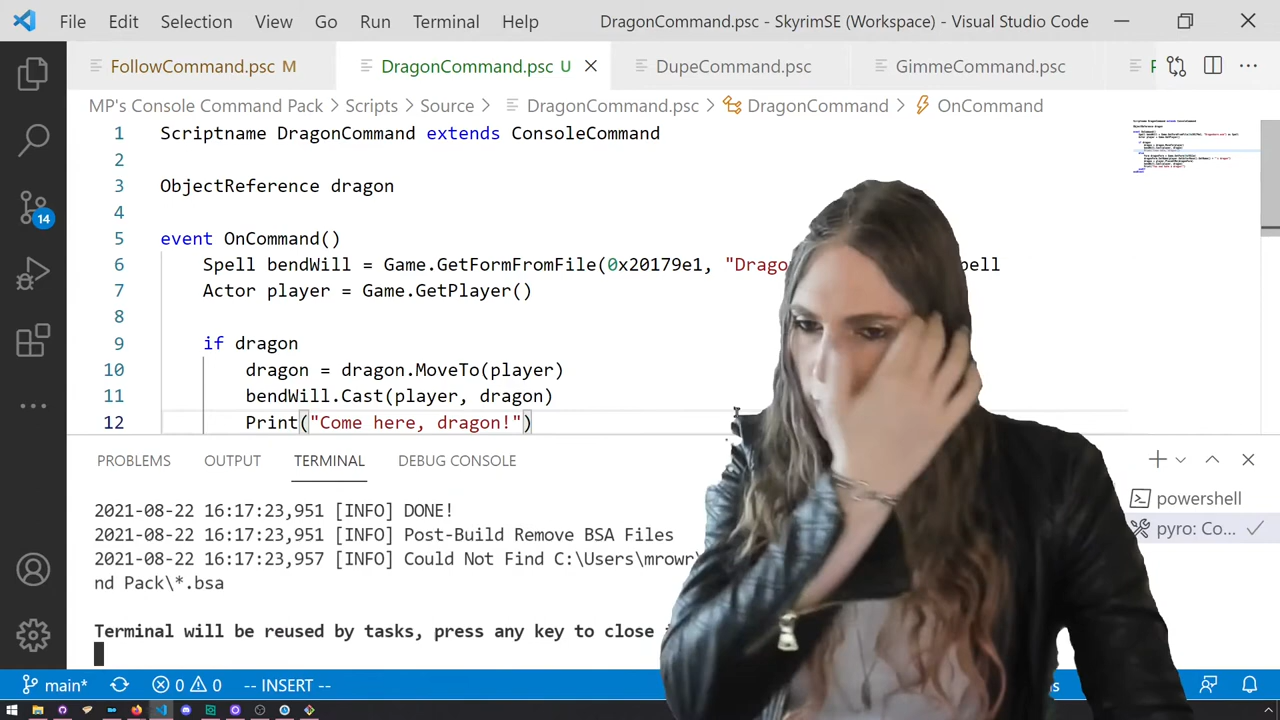 File Edit Selection View Go Run Terminal Help DragonCommand.psc - SkyrimSE (Workspace) - Visual Studio Code
FollowCommand.psc M DragonCommand.psc U DupeCommand.psc GimmeCommand.psc
MP's Console Command Pack Scripts Source DragonCommand.psc DragonCommand OnCommand
1 Scriptname DragonCommand extends ConsoleCommand
2
3 ObjectReference dragon
4
5 event OnCommand()
6 Spell bendWill = Game.GetFormFromFile(0x20179e1, "Drago
7 Actor player = Game.GetPlayer()
8
9 if dragon
10 dragon = dragon.MoveTo(player)
11 bendWill.Cast(player, dragon)
12 Print("Come here, dragon!")
14
PROBLEMS OUTPUT TERMINAL DEBUG CONSOLE
2021-08-22 16:17:23,951 [INFO] DONE!
2021-08-22 16:17:23,951 [INFO] Post-Build Remove BSA Files
2021-08-22 16:17:23,957 [INFO] Could Not Find C:\Users\mrowr\
nd Pack\*.bsa
Terminal will be reused by tasks, press any key to close
powershell
pyro: Co...
main* 0 0 -- INSERT --